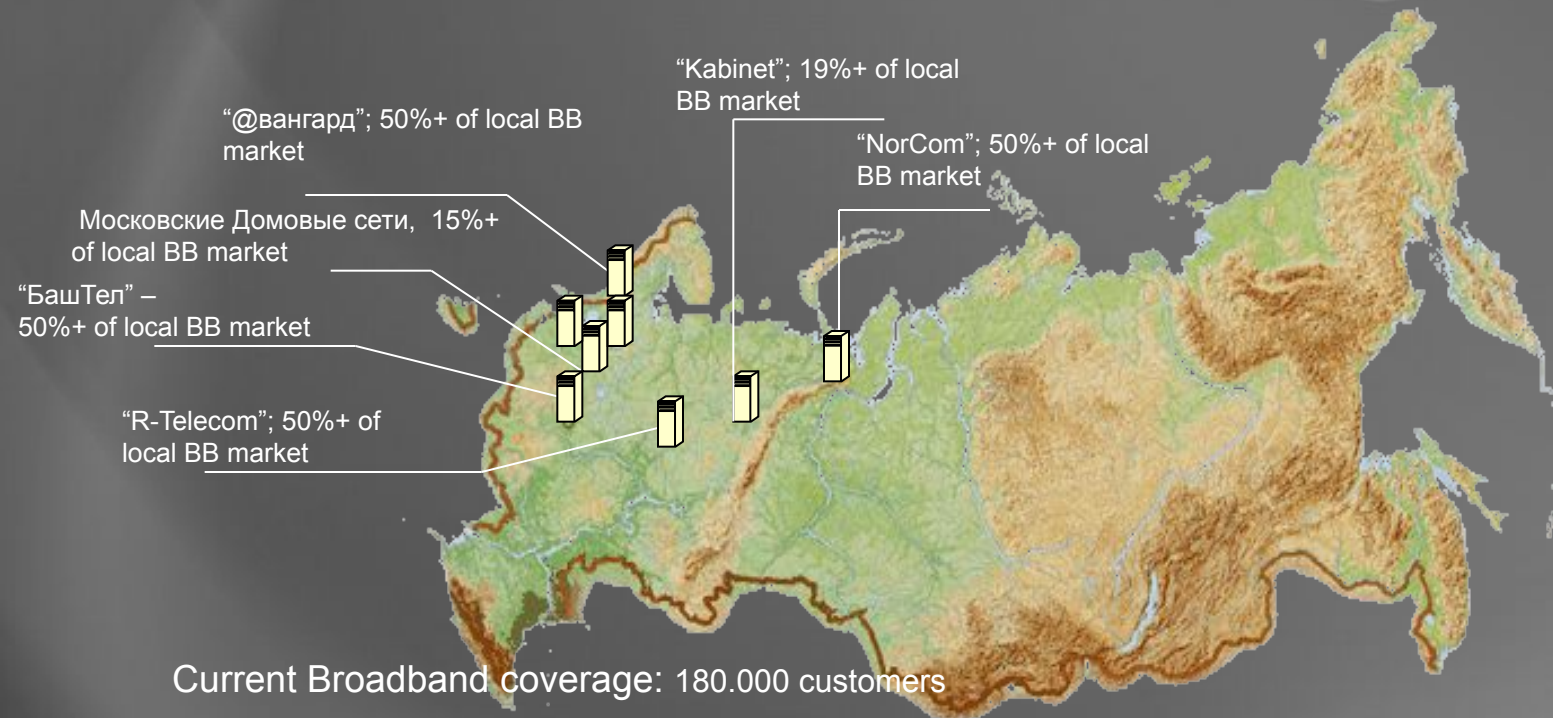 “Kabinet”; 19%+ of local
BB market
“@вангард”; 50%+ of local BB
market
“NorCom”; 50%+ of local
BB market
Московские Домовые сети, 15%+
of local BB market
“БашТел” –
50%+ of local BB market
“R-Telecom”; 50%+ of
local BB market
Current Broadband coverage: 180.000 customers